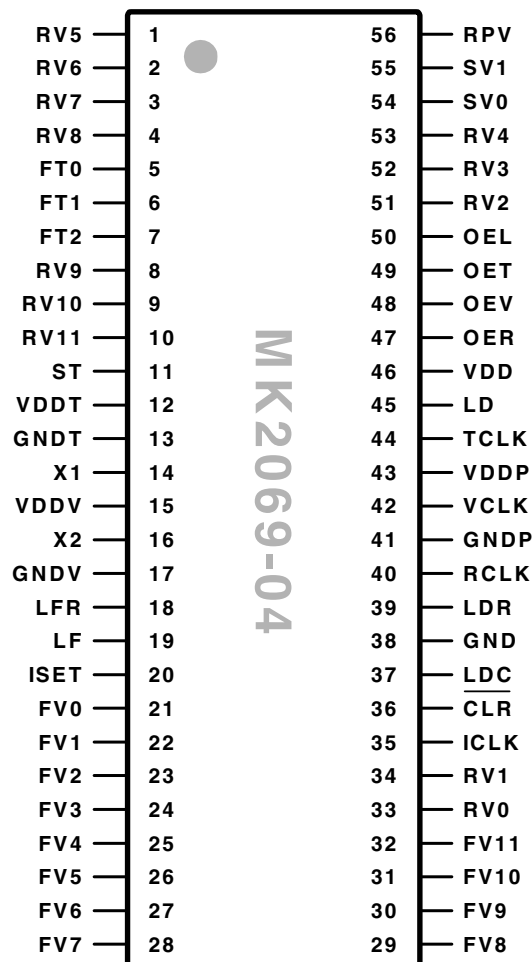 RV5 1 56 RPV
RV6 2 55 SV1
RV7 3 54 SV0
RV8 4 53 RV4
FT0 5 52 RV3
FT1 6 51 RV2
FT2 7 50 OEL
RV9 8 49 OET
RV10 9 48 OEV
RV11 10 47 OER
ST 11 46 VDD
VDDT 12 45 LD
GNDT 13 44 TCLK
X1 14 43 VDDP
VDDV 15 42 VCLK
X2 16 41 GNDP
GNDV 17 40 RCLK
LFR 18 39 LDR
LF 19 38 GND
ISET 20 37 LDC
FV0 21 36 CLR
FV1 22 35 ICLK
FV2 23 34 RV1
FV3 24 33 RV0
FV4 25 32 FV11
FV5 26 31 FV10
FV6 27 30 FV9
FV7 28 29 FV8
MK2069-04